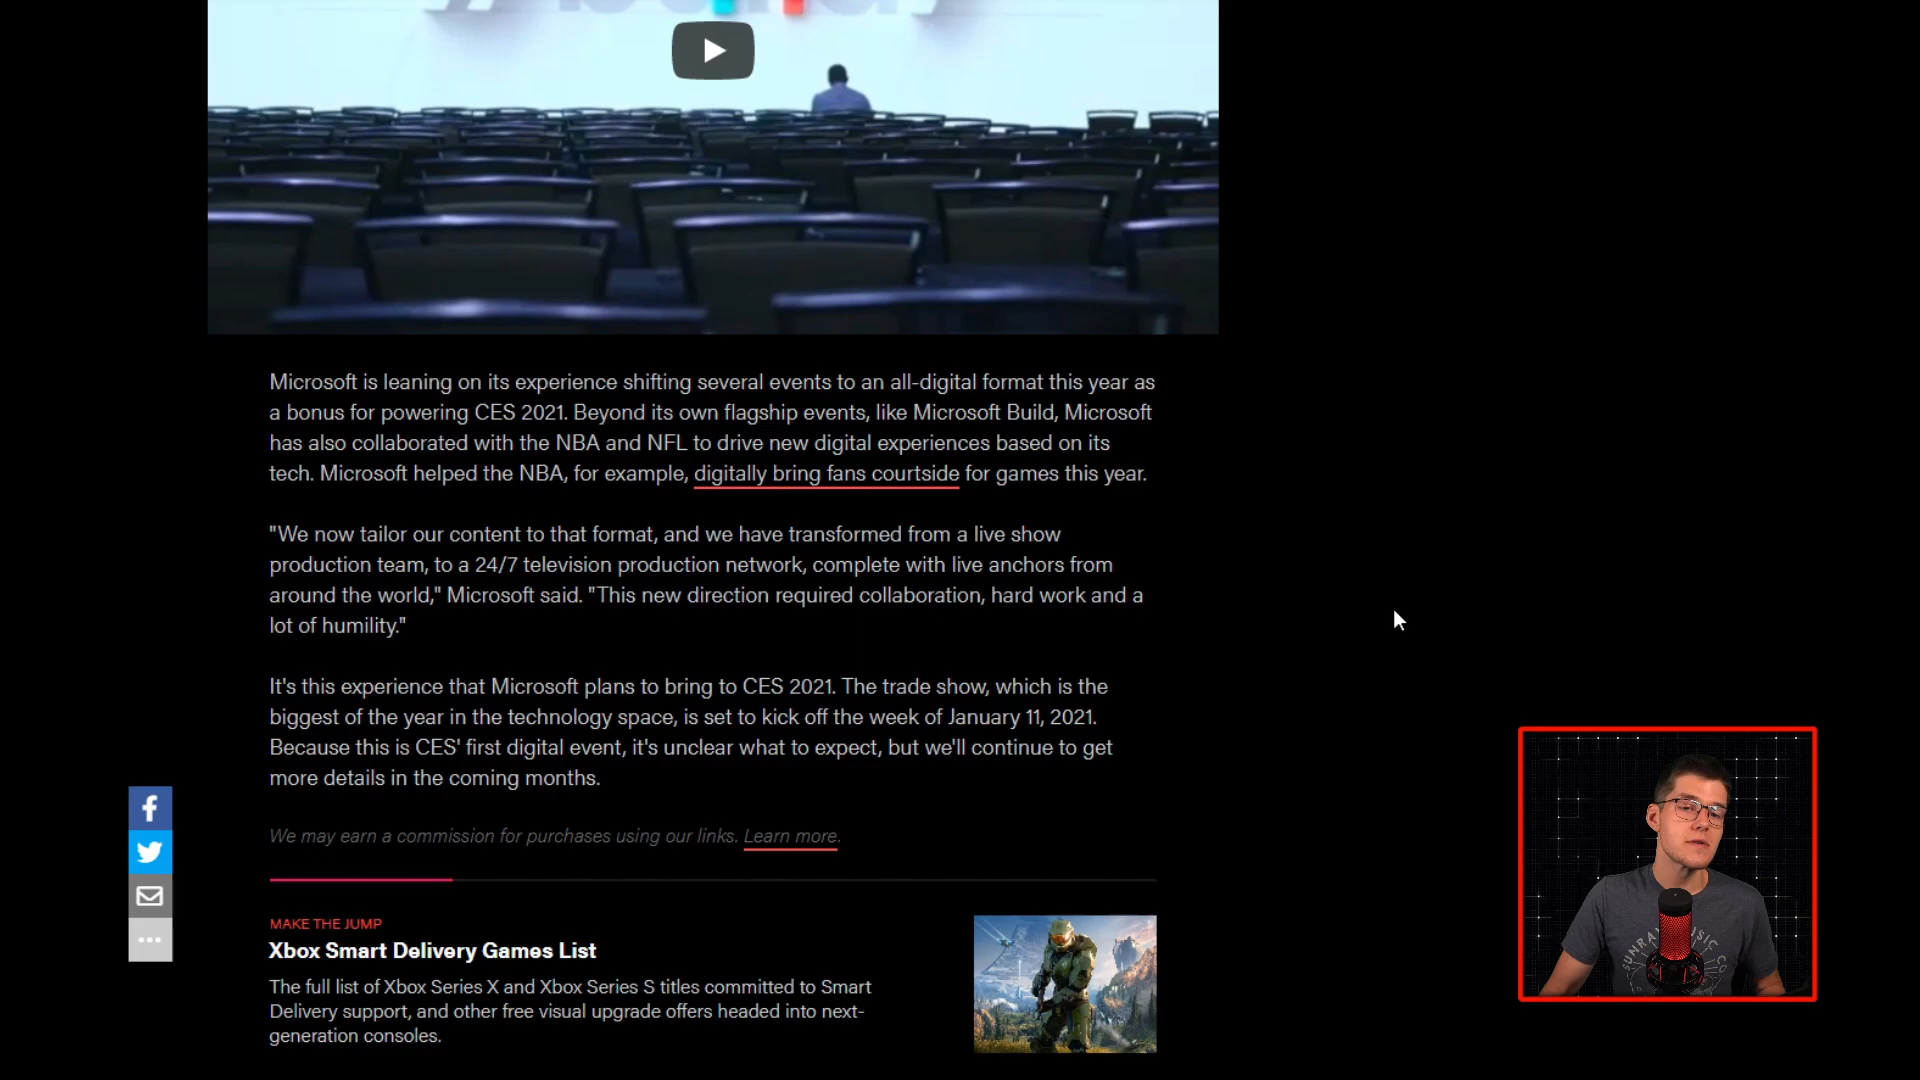 Microsoft is leaning on its experience shifting several events to an all-digital format this year as
a bonus for powering CES 2021. Beyond its own flagship events, like Microsoft Build, Microsoft
has also collaborated with the NBA and NFL to drive new digital experiences based on its
tech. Microsoft helped the NBA, for example, digitally bring fans courtside for games this year.
"We now tailor our content to that format, and we have transformed from a live show
production team, to a 24/7 television production network, complete with live anchors from
around the world," Microsoft said. "This new direction required collaboration, hard work and a
lot of humility."
It's this experience that Microsoft plans to bring to CES 2021. The trade show, which is the
biggest of the year in the technology space, is set to kick off the week of January 11, 2021.
Because this is CES' first digital event, it's unclear what to expect, but we'll continue to get
more details in the coming months.
We may earn a commission for purchases using our links. Learn more.
MAKE THE JUMP
Xbox Smart Delivery Games List
The full list of Xbox Series X and Xbox Series S titles committed to Smart
Delivery support, and other free visual upgrade offers headed into next-
generation consoles.